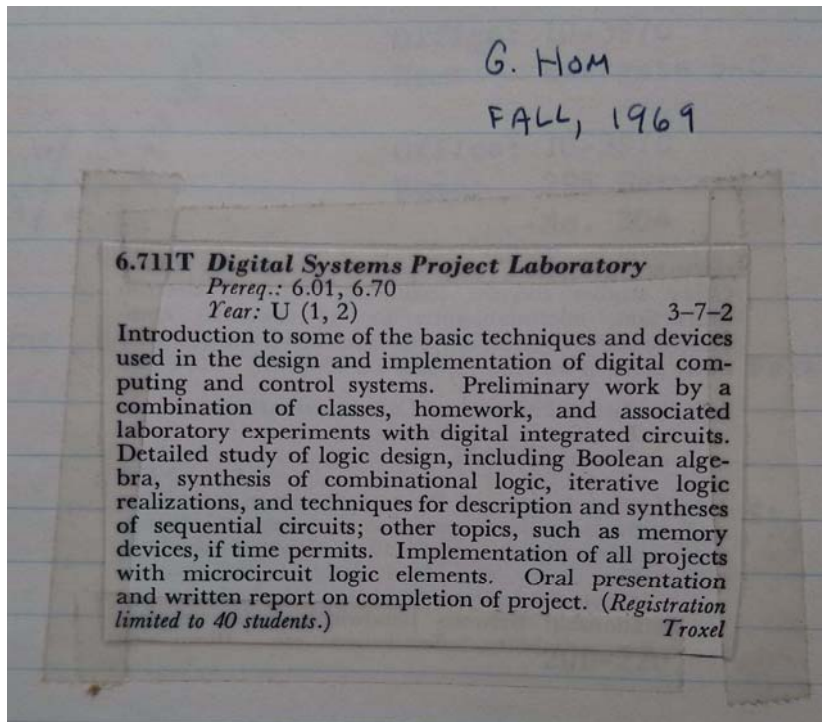 G. HOM
FALL, 1969
6.711T Digital Systems Project Laboratory
Prereq.: 6.01, 6.70
Year: U (1, 2) 3–7–2
Introduction to some of the basic techniques and devices
used in the design and implementation of digital com-
puting and control systems. Preliminary work by a
combination of classes, homework, and associated
laboratory experiments with digital integrated circuits.
Detailed study of logic design, including Boolean alge-
bra, synthesis of combinational logic, iterative logic
realizations, and techniques for description and syntheses
of sequential circuits; other topics, such as memory
devices, if time permits. Implementation of all projects
with microcircuit logic elements. Oral presentation
and written report on completion of project. (Registration
limited to 40 students.) Troxel